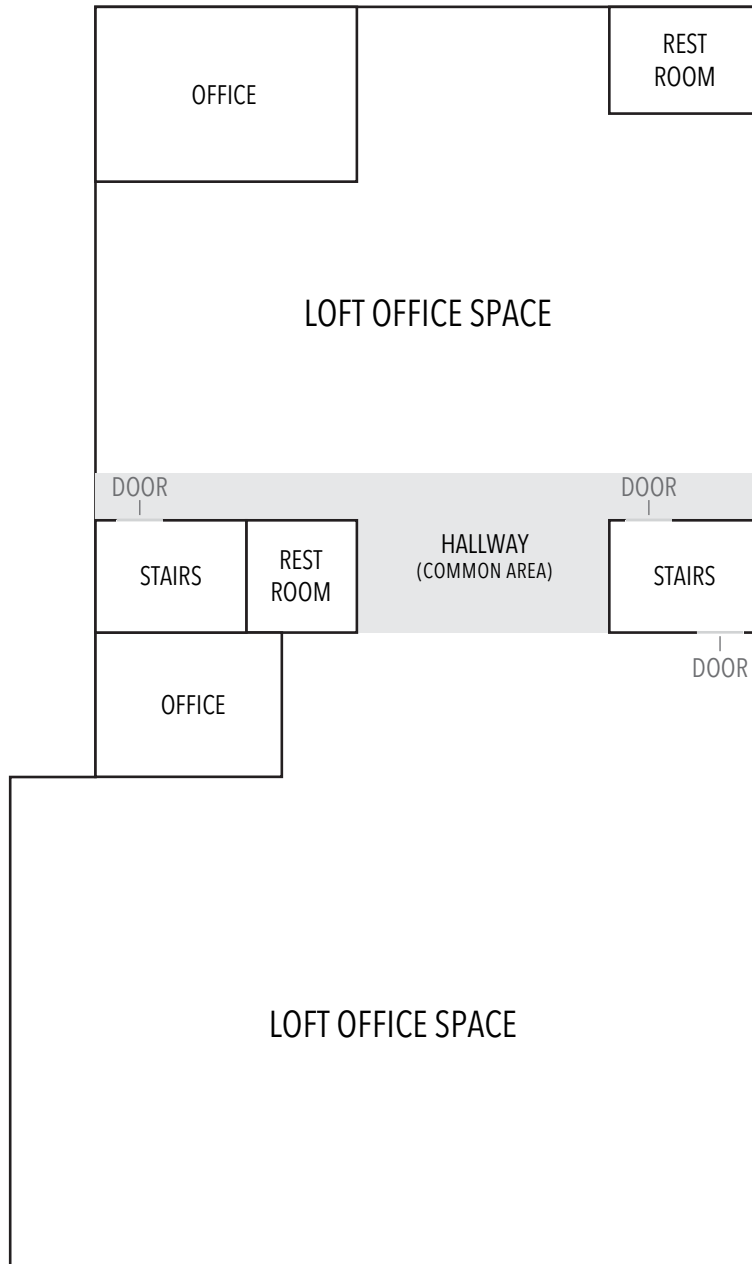 OFFICE
REST
ROOM
LOFT OFFICE SPACE
DOOR
DOOR
STAIRS
REST
ROOM
HALLWAY
(COMMON AREA)
STAIRS
DOOR
OFFICE
LOFT OFFICE SPACE